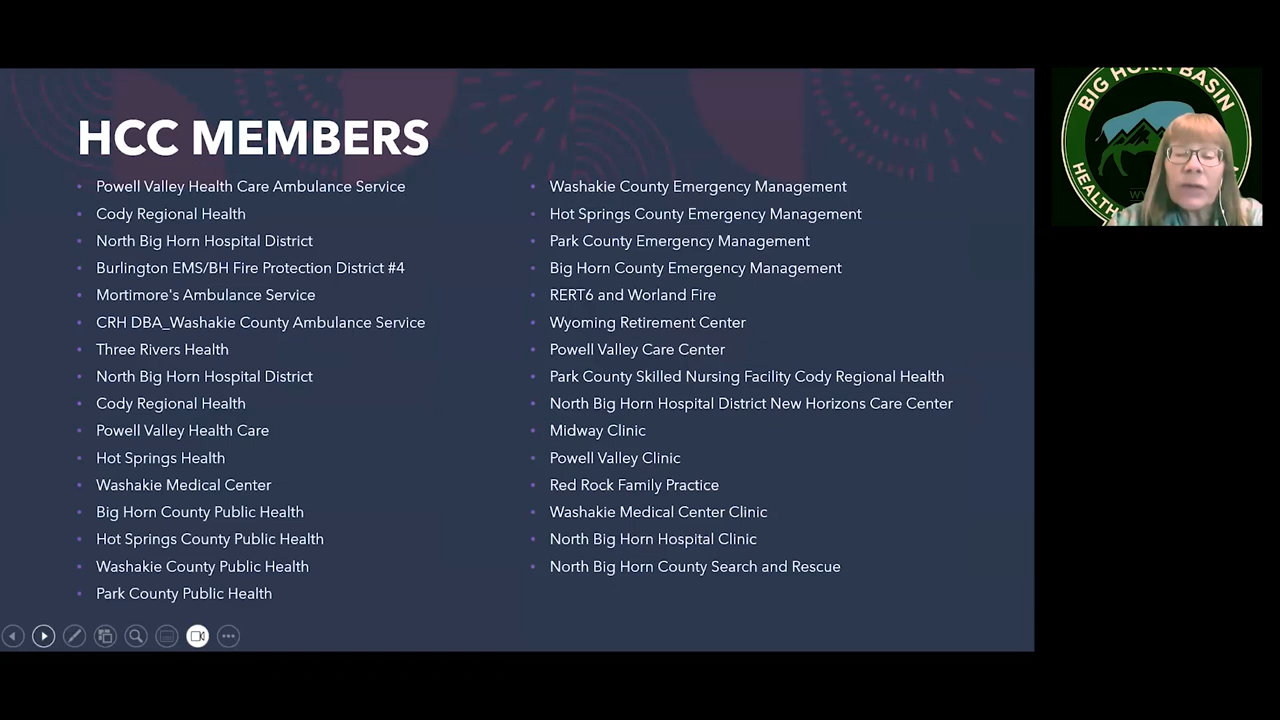 HCC MEMBERS
Powell Valley Health Care Ambulance Service
Cody Regional Health
North Big Horn Hospital District
Burlington EMS/BH Fire Protection District #4
Mortimore's Ambulance Service
CRH DBA_Washakie County Ambulance Service
Three Rivers Health
North Big Horn Hospital District
Cody Regional Health
Powell Valley Health Care
Hot Springs Health
Washakie Medical Center
Big Horn County Public Health
Hot Springs County Public Health
Washakie County Public Health
Park County Public Health
Washakie County Emergency Management
Hot Springs County Emergency Management
Park County Emergency Management
Big Horn County Emergency Management
RERT6 and Worland Fire
Wyoming Retirement Center
Powell Valley Care Center
Park County Skilled Nursing Facility Cody Regional Health
North Big Horn Hospital District New Horizons Care Center
Midway Clinic
Powell Valley Clinic
Red Rock Family Practice
Washakie Medical Center Clinic
North Big Horn Hospital Clinic
North Big Horn County Search and Rescue
BIG HORN BASIN